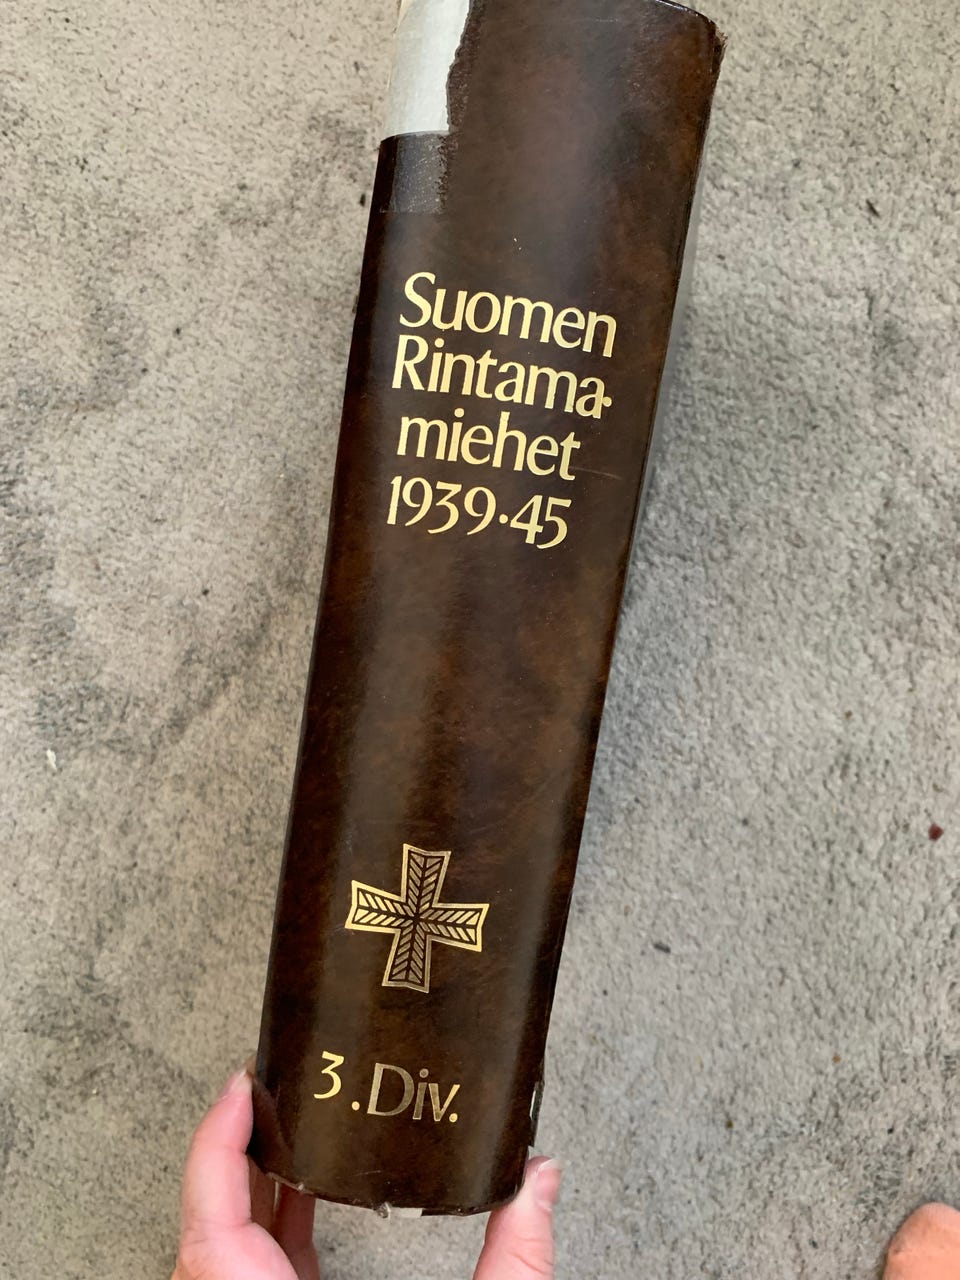 Suomen
Rintama-
miehet
1939-45
3. Div.